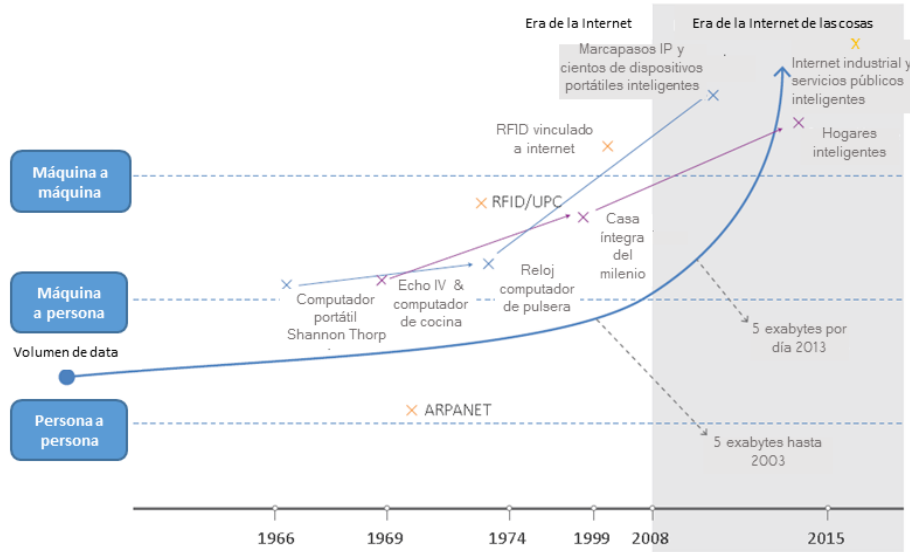 Era de la Internet
Era de la Internet de las cosas
Marcapasos IP y
cientos de dispositivos
portátiles inteligentes
Internet industrial y
servicios públicos
inteligentes
RFID vinculado
a internet
Hogares
inteligentes
Máquina a
máquina
RFID/UPC
Casa
íntegra
del
milenio
Máquina
a persona
Computador
portátil
Shannon Thorp
Echo IV &
computador
de cocina
Reloj
computador
de pulsera
5 exabytes por
día 2013
Volumen de data
Persona a
persona
ARPANET
5 exabytes hasta
2003
1966
1969
1974
1999
2008
2015